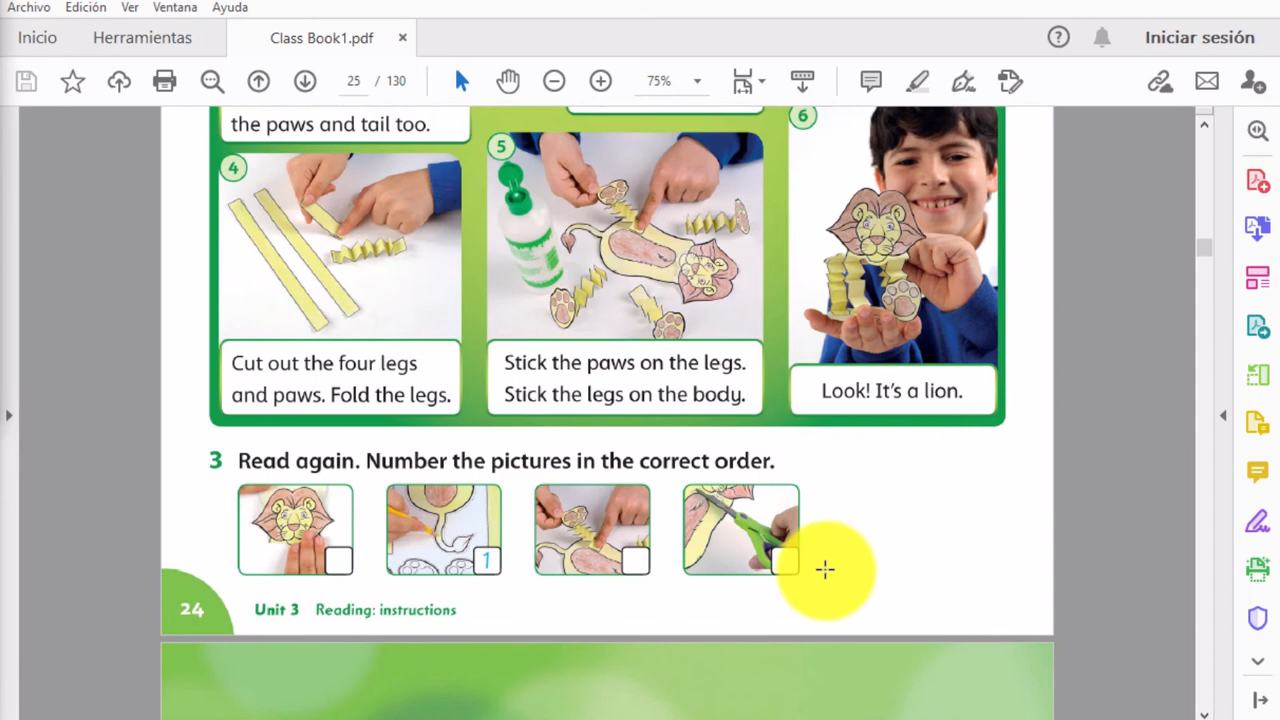 Archivo Edición Ver Ventana Ayuda
Inicio Herramientas Class Book1.pdf × Iniciar sesión
25 / 130 75%
the paws and tail too.
4
5
6
Cut out the four legs
and paws. Fold the legs.
Stick the paws on the legs.
Stick the legs on the body.
Look! It's a lion.
3 Read again. Number the pictures in the correct order.
1
24 Unit 3 Reading: instructions